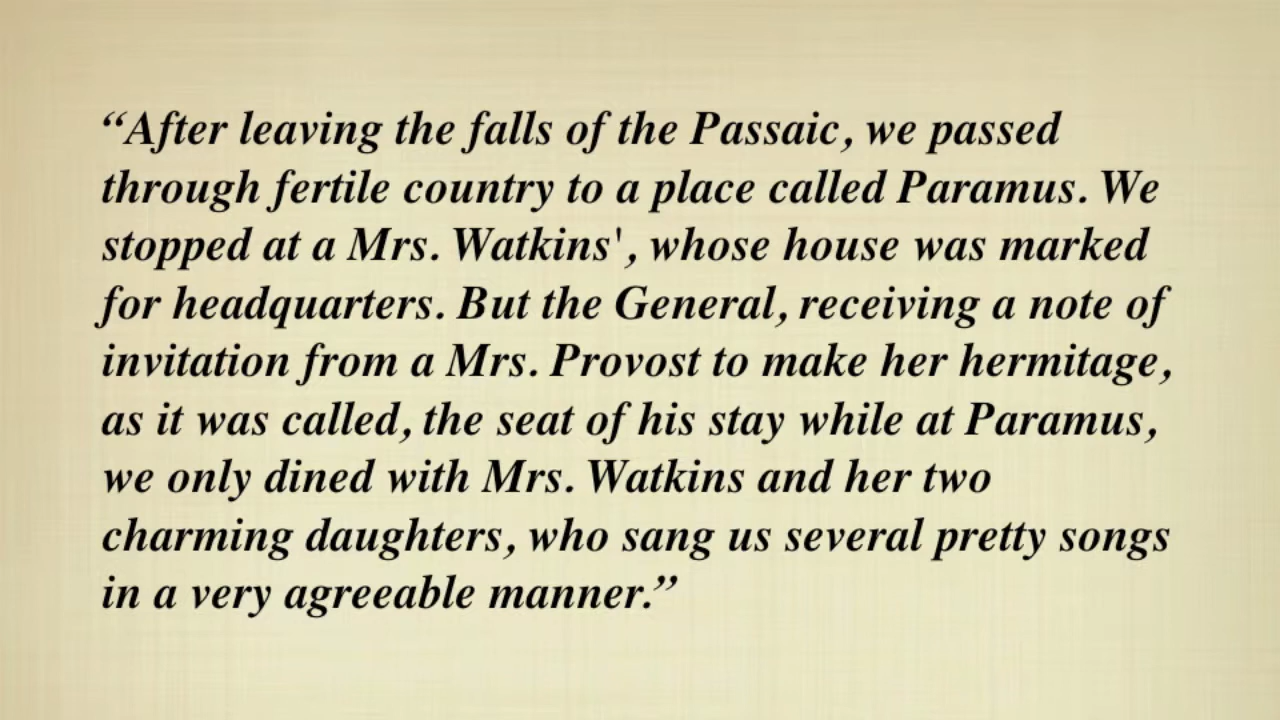 “After leaving the falls of the Passaic, we passed
through fertile country to a place called Paramus. We
stopped at a Mrs. Watkins', whose house was marked
for headquarters. But the General, receiving a note of
invitation from a Mrs. Provost to make her hermitage,
as it was called, the seat of his stay while at Paramus,
we only dined with Mrs. Watkins and her two
charming daughters, who sang us several pretty songs
in a very agreeable manner.”